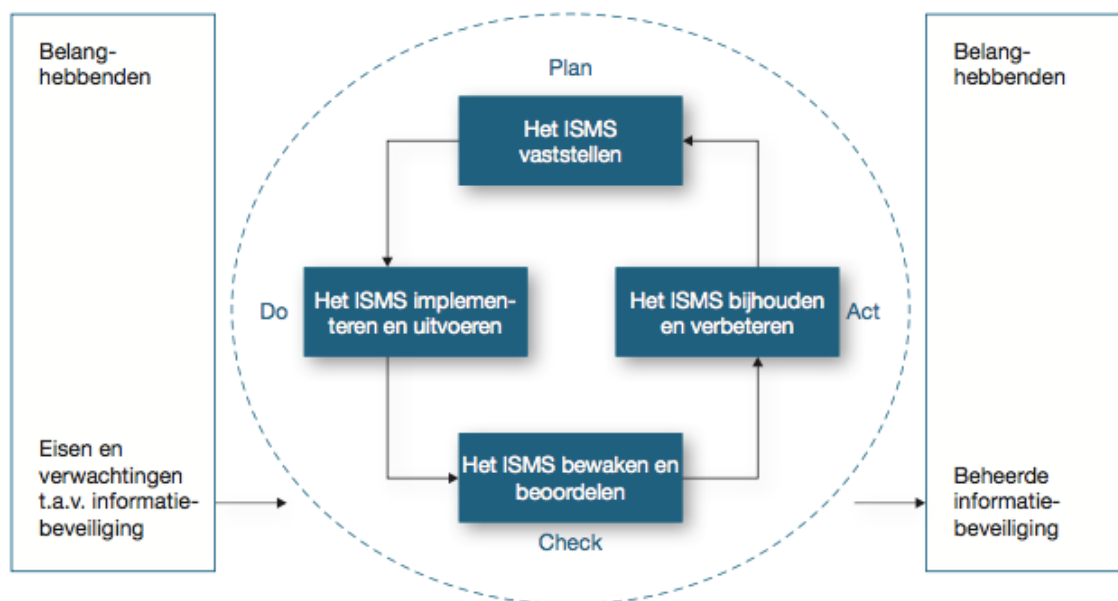 Belang-
hebbenden
Eisen en
verwachtingen
t.a.v. informatie-
beveiliging
Plan
Het ISMS
vaststellen
Do
Het ISMS implemen-
teren en uitvoeren
Het ISMS bijhouden
en verbeteren
Act
Het ISMS bewaken en
beoordelen
Check
Belang-
hebbenden
Beheerde
informatie-
beveiliging